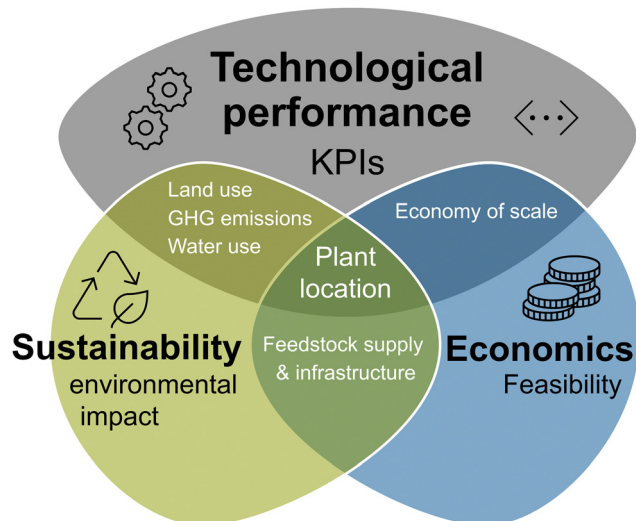 Technological
performance
KPIs
Land use
GHG emissions
Water use
Economy of scale
Plant
location
Sustainability
environmental
impact
Feedstock supply
& infrastructure
Economics
Feasibility